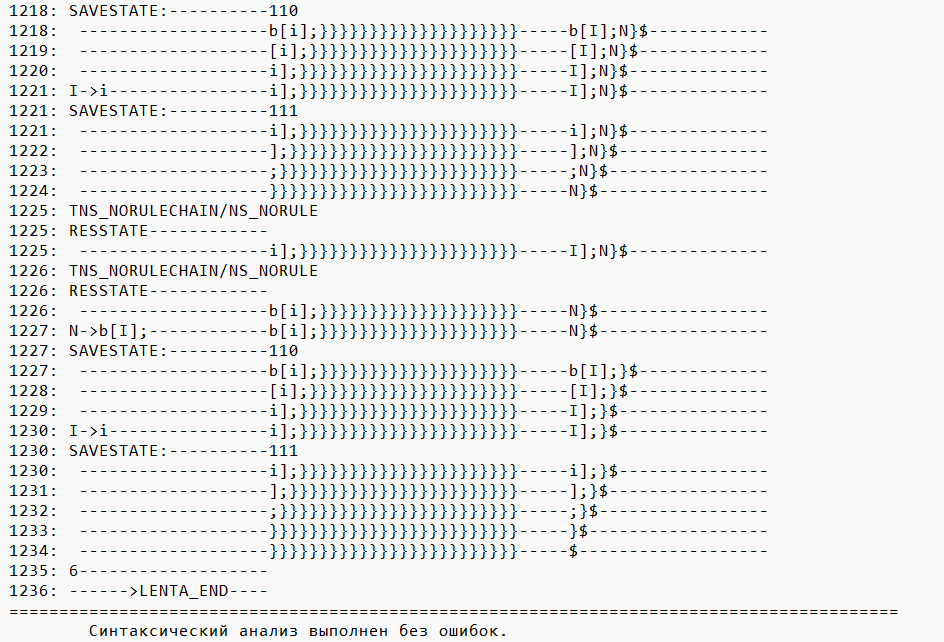 1218: SAVESTATE:----------110
1218:  -------------------b[i];}}}}}}}}}}}}}}}}}}}}-----b[I];N}$------------
1219:  -------------------[i];}}}}}}}}}}}}}}}}}}}}}-----[I];N}$-------------
1220:  -------------------i];}}}}}}}}}}}}}}}}}}}}}}-----I];N}$--------------
1221: I->i----------------i];}}}}}}}}}}}}}}}}}}}}}}-----I];N}$--------------
1221: SAVESTATE:----------111
1221:  -------------------i];}}}}}}}}}}}}}}}}}}}}}}-----i];N}$--------------
1222:  -------------------];}}}}}}}}}}}}}}}}}}}}}}}-----];N}$---------------
1223:  -------------------;}}}}}}}}}}}}}}}}}}}}}}}}-----;N}$----------------
1224:  -------------------}}}}}}}}}}}}}}}}}}}}}}}}}-----N}$-----------------
1225: TNS_NORULECHAIN/NS_NORULE
1225: RESSTATE------------
1225:  -------------------i];}}}}}}}}}}}}}}}}}}}}}}-----I];N}$--------------
1226: TNS_NORULECHAIN/NS_NORULE
1226: RESSTATE------------
1226:  -------------------b[i];}}}}}}}}}}}}}}}}}}}}-----N}$-----------------
1227: N->b[I];------------b[i];}}}}}}}}}}}}}}}}}}}}-----N}$-----------------
1227: SAVESTATE:----------110
1227:  -------------------b[i];}}}}}}}}}}}}}}}}}}}}-----b[I];}$-------------
1228:  -------------------[i];}}}}}}}}}}}}}}}}}}}}}-----[I];}$--------------
1229:  -------------------i];}}}}}}}}}}}}}}}}}}}}}}-----I];}$---------------
1230: I->i----------------i];}}}}}}}}}}}}}}}}}}}}}}-----I];}$---------------
1230: SAVESTATE:----------111
1230:  -------------------i];}}}}}}}}}}}}}}}}}}}}}}-----i];}$---------------
1231:  -------------------];}}}}}}}}}}}}}}}}}}}}}}}-----];}$----------------
1232:  -------------------;}}}}}}}}}}}}}}}}}}}}}}}}-----;}$-----------------
1233:  -------------------}}}}}}}}}}}}}}}}}}}}}}}}}-----}$------------------
1234:  -------------------}}}}}}}}}}}}}}}}}}}}}}}}}-----$-------------------
1235: 6-------------------
1236: ------>LENTA_END----
=========================================================================================
Синтаксический анализ выполнен без ошибок.